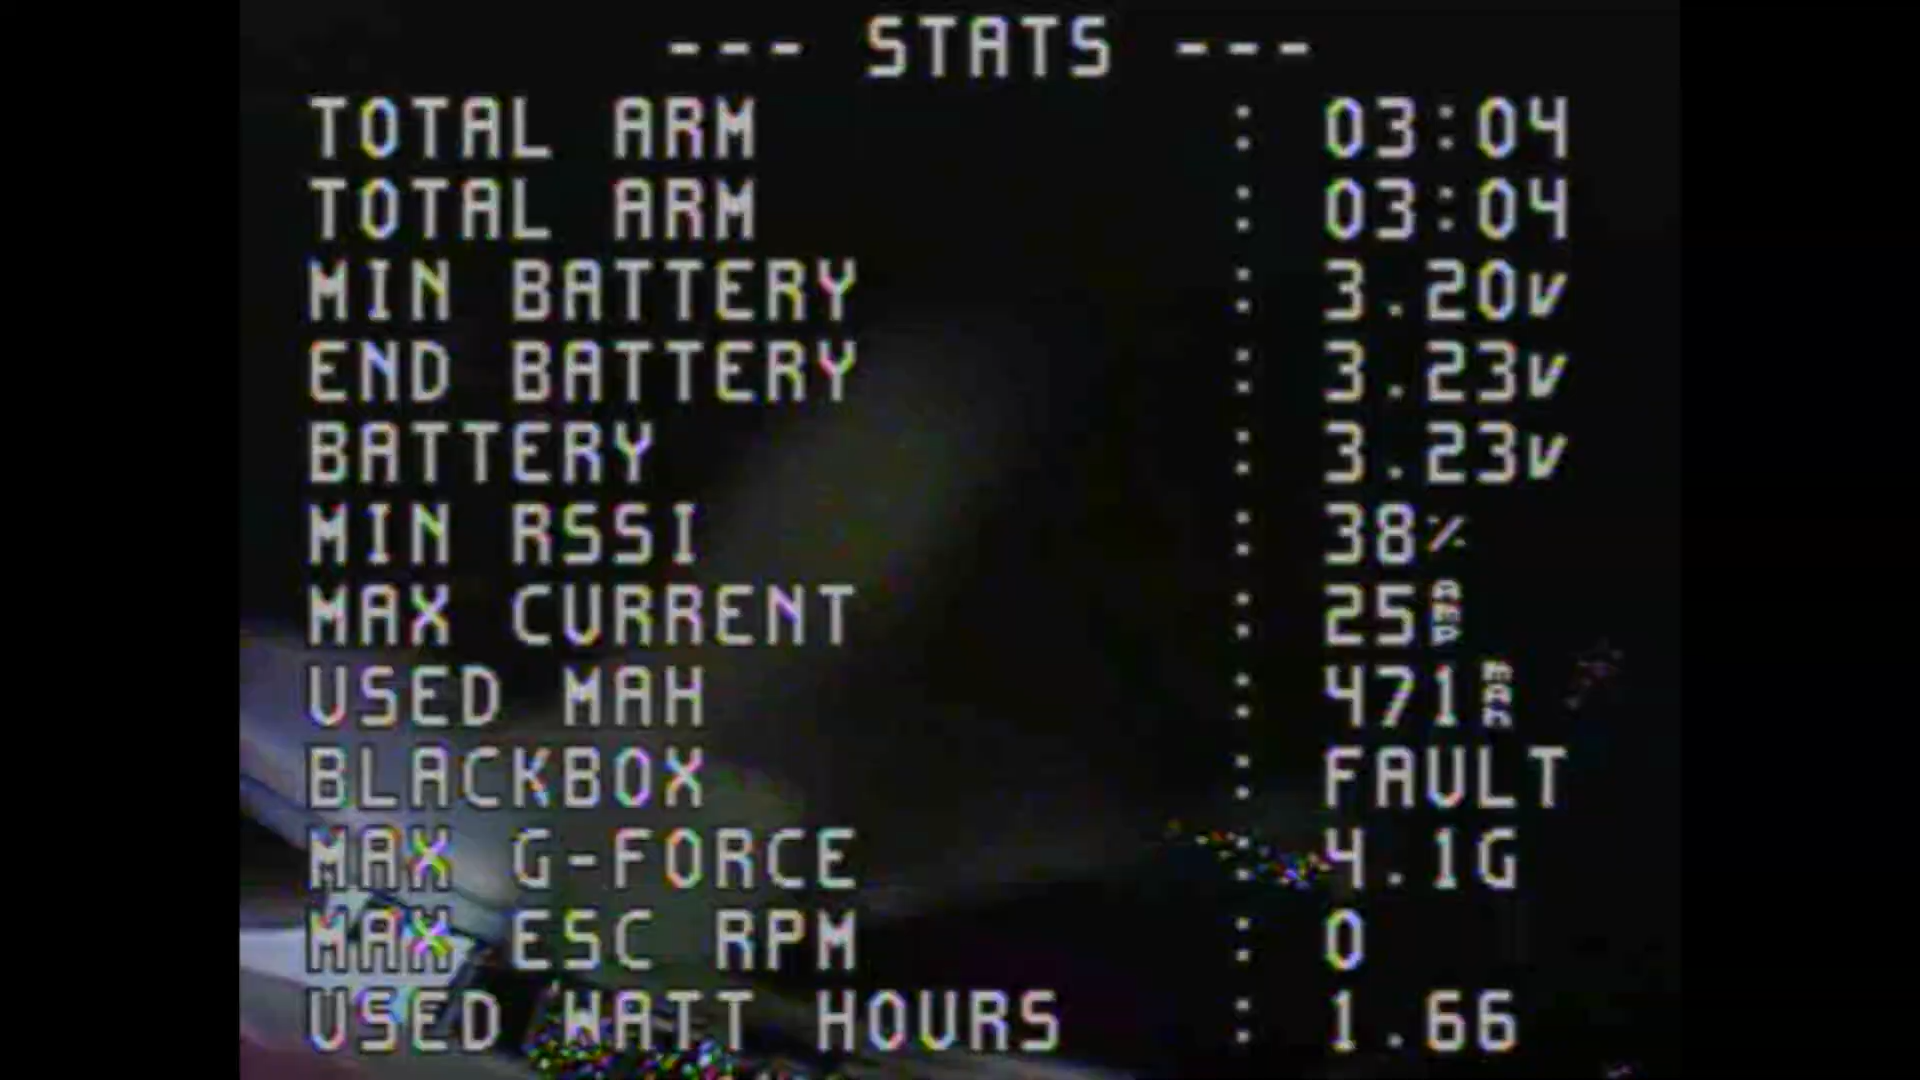 --- STATS ---
TOTAL ARM : 03:04
TOTAL ARM : 03:04
MIN BATTERY : 3.20V
END BATTERY : 3.23V
BATTERY : 3.23V
MIN RSSI : 38%
MAX CURRENT : 25AMP
USED MAH : 471mAh
BLACKBOX : FAULT
MAX G-FORCE : 4.1G
MAX ESC RPM : 0
USED WATT HOURS : 1.66